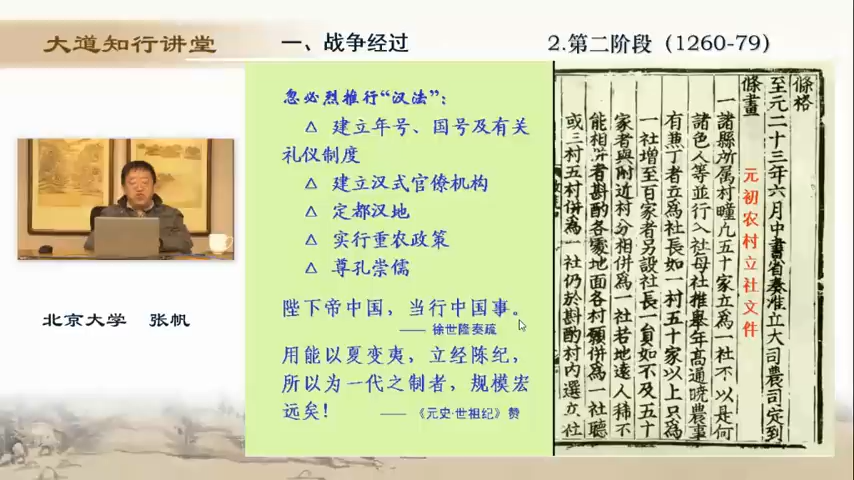 大道知行讲堂
一、战争经过
2.第二阶段（1260-79）
忽必烈推行“汉法”：
Δ 建立年号、国号及有关
礼仪制度
Δ 建立汉式官僚机构
Δ 定都汉地
Δ 实行重农政策
Δ 尊孔崇儒
陛下帝中国，当行中国事。
—— 徐世隆奏疏
用能以夏变夷，立经陈纪，
所以为一代之制者，规模宏
远矣！ ——《元史·世祖纪》赞
北京大学 张帆
條格
至元二十三年六月中書省奏准立大司農司定到
條畫
元初农村立社文件
一諸縣所属村疃凡五十家立爲一社不以是何
諸色人等並行入社每社推舉年高通曉農事
有兼丁者立爲社長如一村五十家以上只爲
一社增至百家者另設社長一員如不及五十
家者與附近村分相併爲一社若地遠人稀不
能相併者斟酌各處地面各村頒併爲一社聽
或三村五村併爲一社仍於斟酌村内選立社